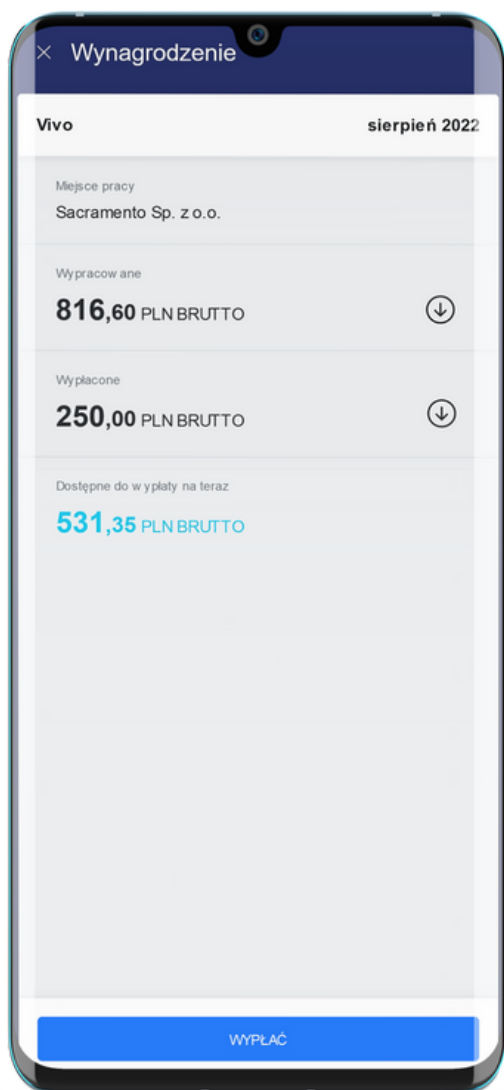 Wynagrodzenie
Vivo sierpień 2022
Miejsce pracy
Sacramento Sp. z o.o.
Wypracowane
816,60 PLN BRUTTO
Wypłacone
250,00 PLN BRUTTO
Dostępne do wypłaty na teraz
531,35 PLN BRUTTO
WYPŁAĆ